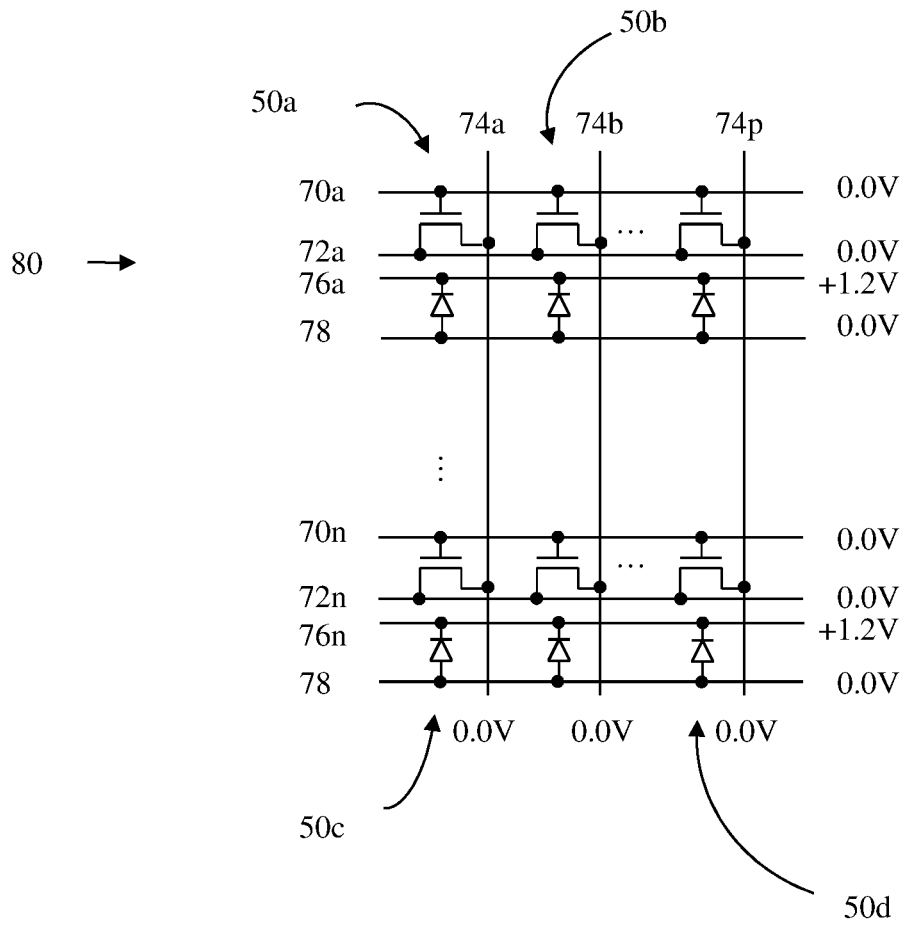 50b
50a
74a 74b 74p
70a 0.0V
...
80 72a 0.0V
76a +1.2V
78 0.0V
...
70n 0.0V
...
72n 0.0V
76n +1.2V
78 0.0V
0.0V 0.0V 0.0V
50c
50d